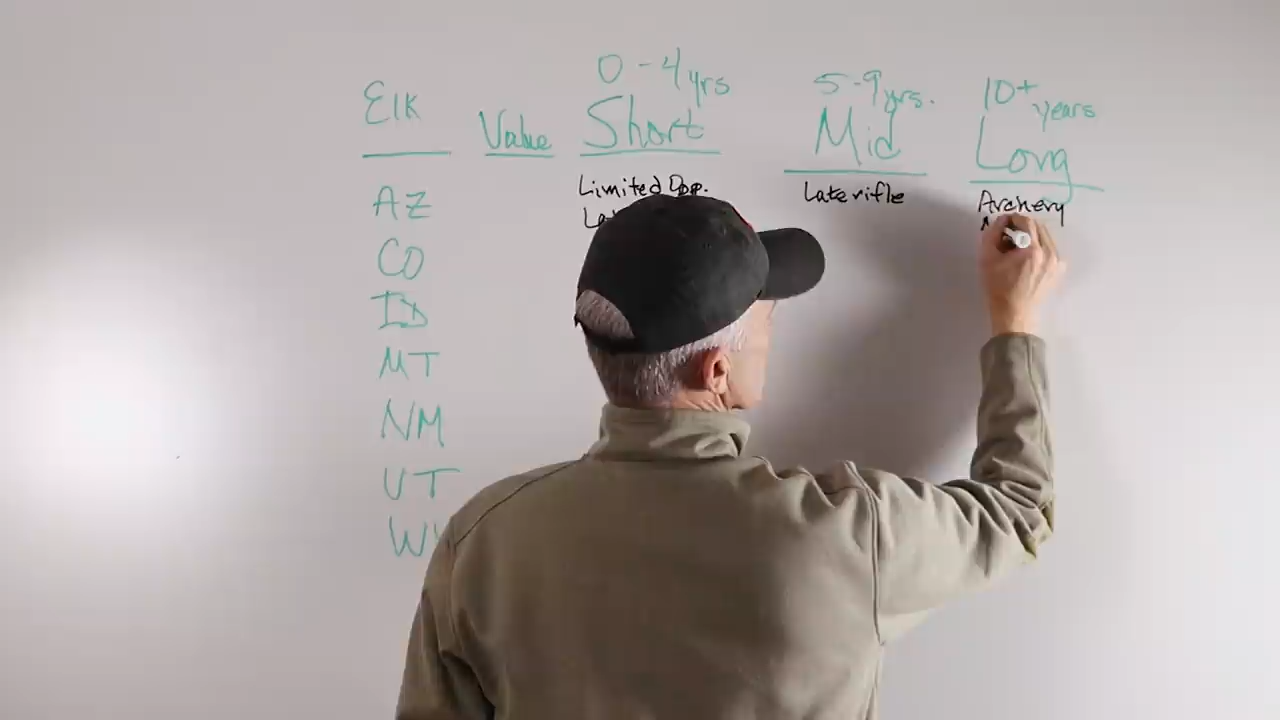 Elk Value 0-4 yrs Short 5-9 yrs. Mid 10+ years Long
AZ Limited Opp. Late rifle Archery
CO
ID
MT
NM
UT